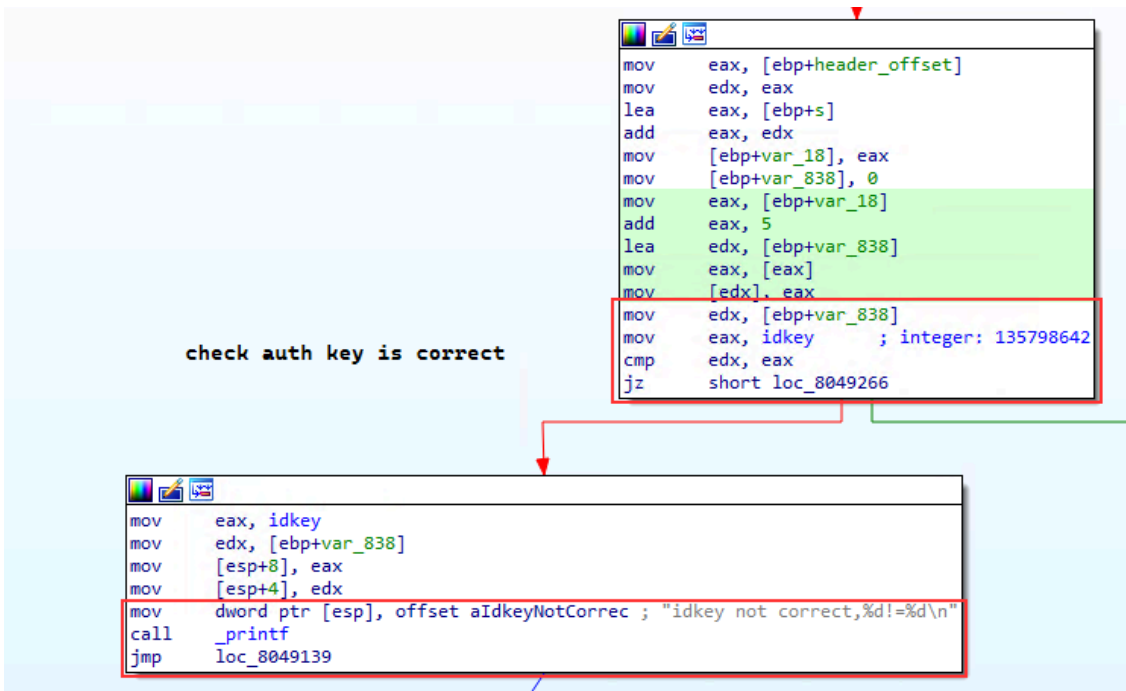 mov eax, [ebp+header_offset]
mov edx, eax
lea eax, [ebp+s]
add eax, edx
mov [ebp+var_18], eax
mov [ebp+var_838], 0
mov eax, [ebp+var_18]
add eax, 5
lea edx, [ebp+var_838]
mov eax, [eax]
mov [edx], eax
mov edx, [ebp+var_838]
mov eax, idkey ; integer: 135798642
cmp edx, eax
jz short loc_8049266
check auth key is correct
mov eax, idkey
mov edx, [ebp+var_838]
mov [esp+8], eax
mov [esp+4], edx
mov dword ptr [esp], offset aIdkeyNotCorrec ; "idkey not correct,%d!=%d\n"
call _printf
jmp loc_8049139